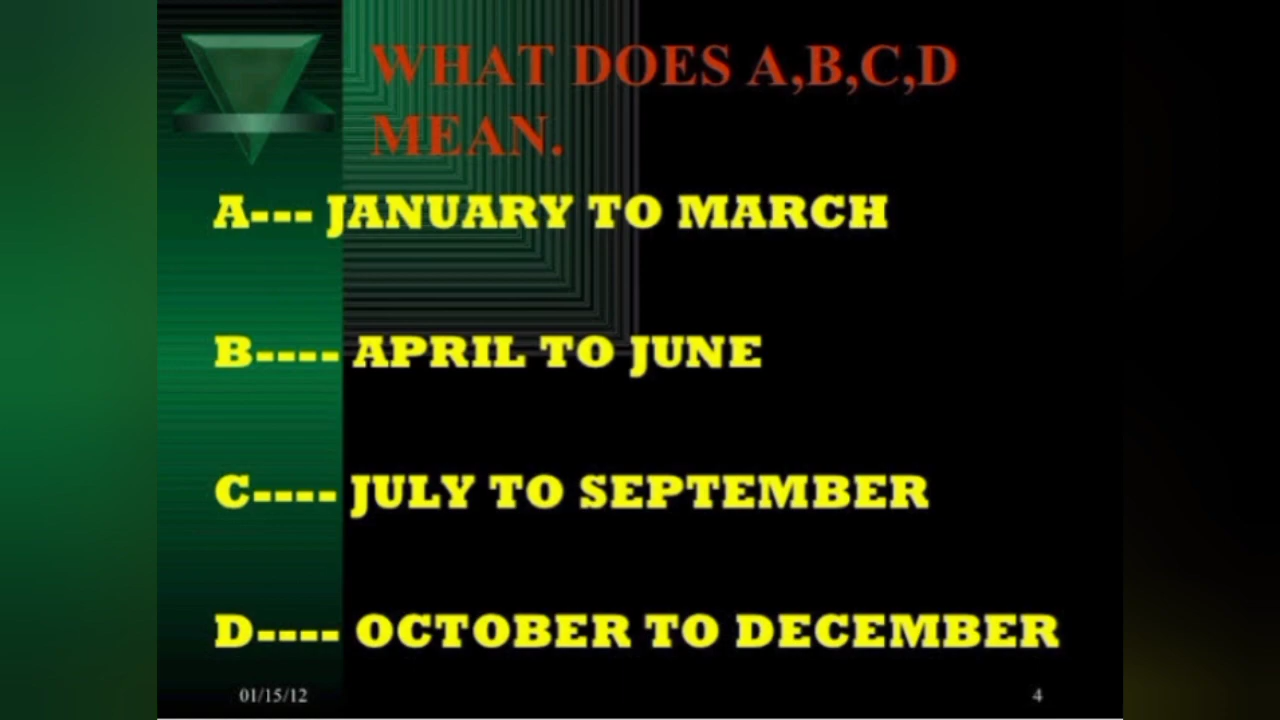 WHAT DOES A,B,C,D
MEAN.
A--- JANUARY TO MARCH
B---- APRIL TO JUNE
C---- JULY TO SEPTEMBER
D---- OCTOBER TO DECEMBER
01/15/12
4